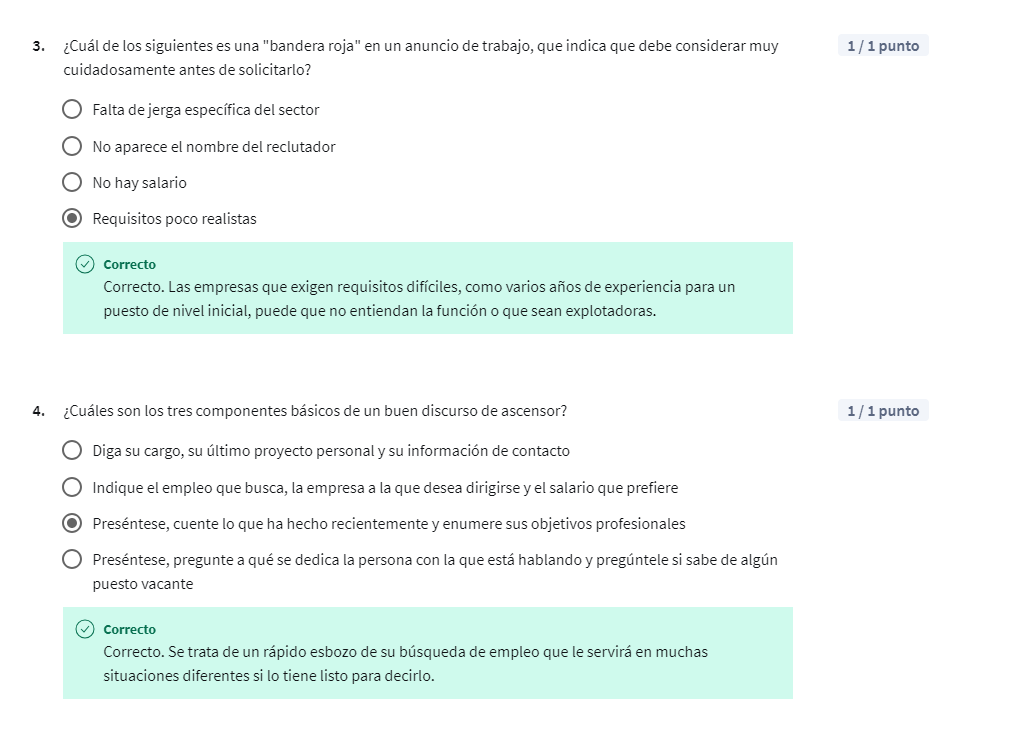 3. ¿Cuál de los siguientes es una "bandera roja" en un anuncio de trabajo, que indica que debe considerar muy
cuidadosamente antes de solicitarlo?
1 / 1 punto
Falta de jerga específica del sector
No aparece el nombre del reclutador
No hay salario
Requisitos poco realistas
Correcto
Correcto. Las empresas que exigen requisitos difíciles, como varios años de experiencia para un
puesto de nivel inicial, puede que no entiendan la función o que sean explotadoras.
4. ¿Cuáles son los tres componentes básicos de un buen discurso de ascensor?
1 / 1 punto
Diga su cargo, su último proyecto personal y su información de contacto
Indique el empleo que busca, la empresa a la que desea dirigirse y el salario que prefiere
Preséntese, cuente lo que ha hecho recientemente y enumere sus objetivos profesionales
Preséntese, pregunte a qué se dedica la persona con la que está hablando y pregúntele si sabe de algún
puesto vacante
Correcto
Correcto. Se trata de un rápido esbozo de su búsqueda de empleo que le servirá en muchas
situaciones diferentes si lo tiene listo para decirlo.